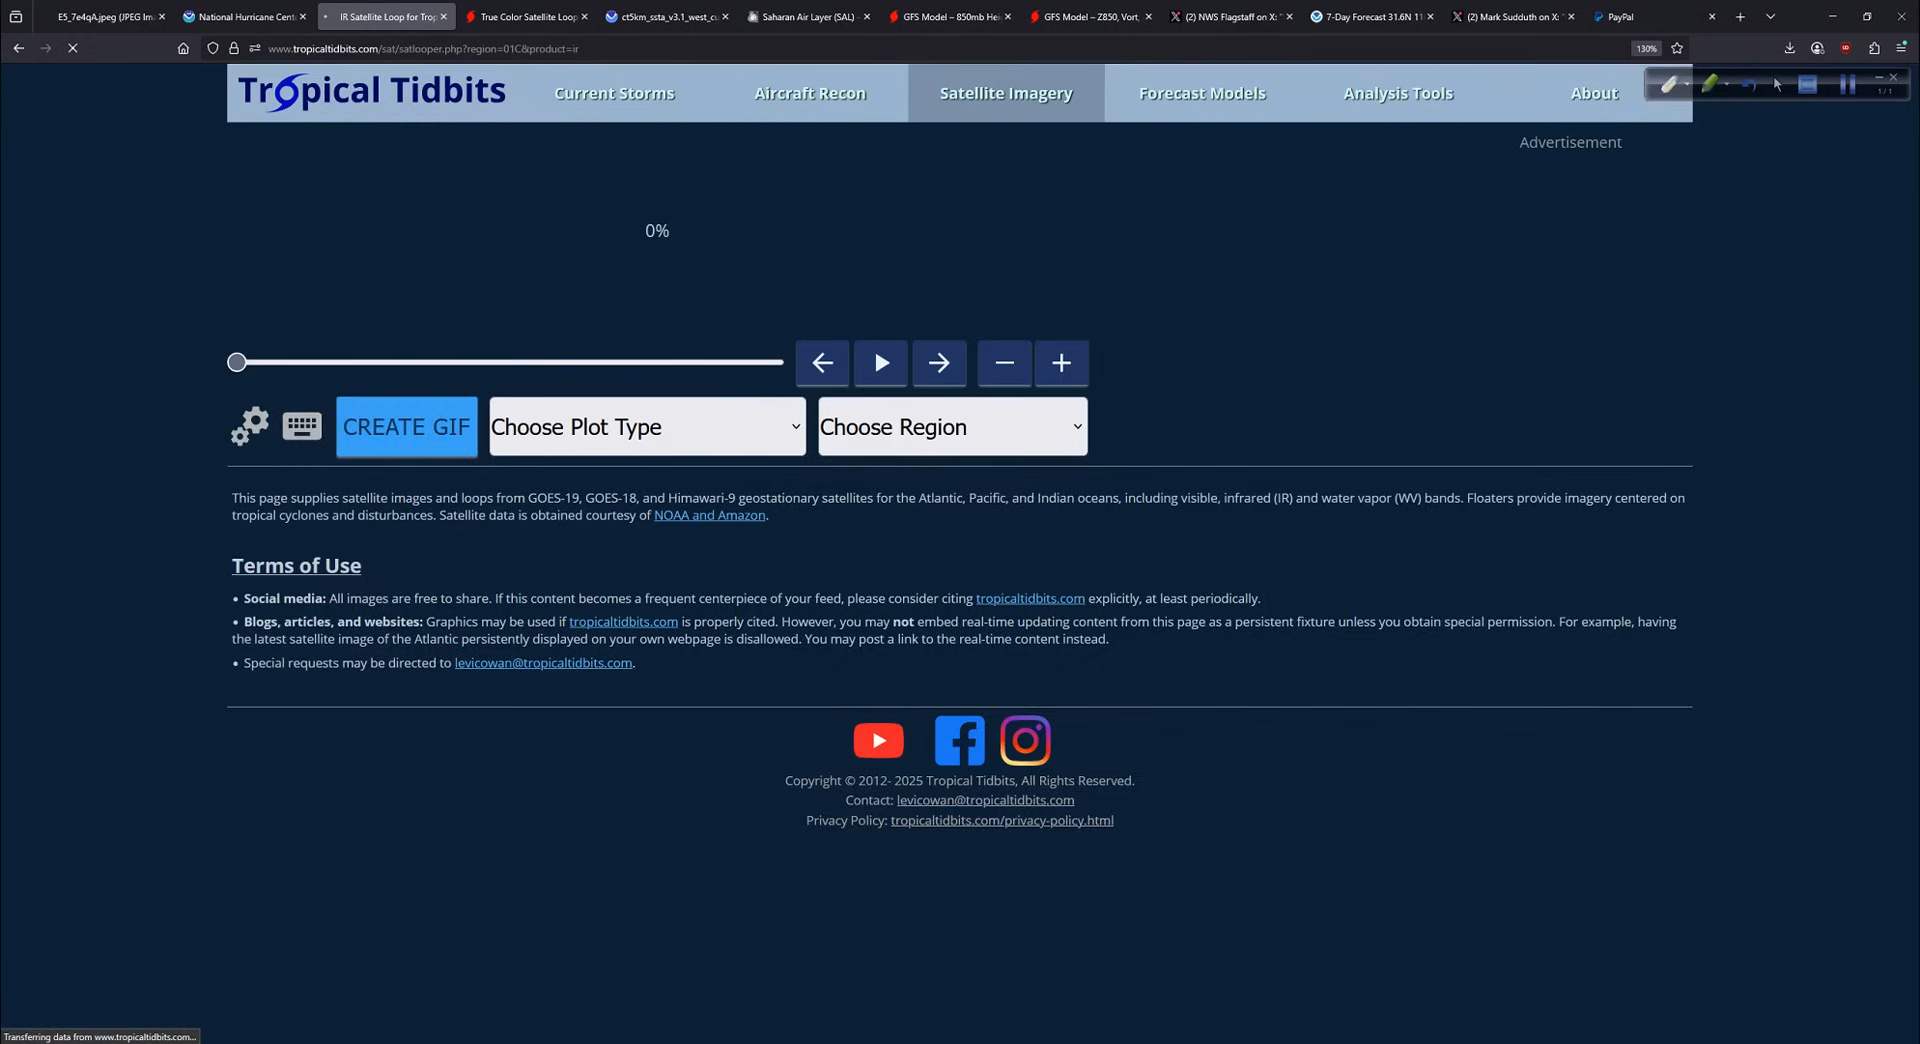 E5_7e4qA.jpeg (JPEG Ima
National Hurricane Cent
IR Satellite Loop for Trop
True Color Satellite Loop
ct5km_ssta_v3.1_west_cu
Saharan Air Layer (SAL) -
GFS Model – 850mb Hei
GFS Model – Z850, Vort,
(2) NWS Flagstaff on X: "
7-Day Forecast 31.6N 11
(2) Mark Sudduth on X: "
PayPal
www.tropicaltidbits.com/sat/satlooper.php?region=01C&product=ir
130%
Tropical Tidbits
Current Storms
Aircraft Recon
Satellite Imagery
Forecast Models
Analysis Tools
About
1/1
Advertisement
0%
CREATE GIF
Choose Plot Type
Choose Region
This page supplies satellite images and loops from GOES-19, GOES-18, and Himawari-9 geostationary satellites for the Atlantic, Pacific, and Indian oceans, including visible, infrared (IR) and water vapor (WV) bands. Floaters provide imagery centered on
tropical cyclones and disturbances. Satellite data is obtained courtesy of NOAA and Amazon.
Terms of Use
• Social media: All images are free to share. If this content becomes a frequent centerpiece of your feed, please consider citing tropicaltidbits.com explicitly, at least periodically.
• Blogs, articles, and websites: Graphics may be used if tropicaltidbits.com is properly cited. However, you may not embed real-time updating content from this page as a persistent fixture unless you obtain special permission. For example, having
the latest satellite image of the Atlantic persistently displayed on your own webpage is disallowed. You may post a link to the real-time content instead.
• Special requests may be directed to levicowan@tropicaltidbits.com.
Copyright © 2012- 2025 Tropical Tidbits, All Rights Reserved.
Contact: levicowan@tropicaltidbits.com
Privacy Policy: tropicaltidbits.com/privacy-policy.html
Transferring data from www.tropicaltidbits.com...